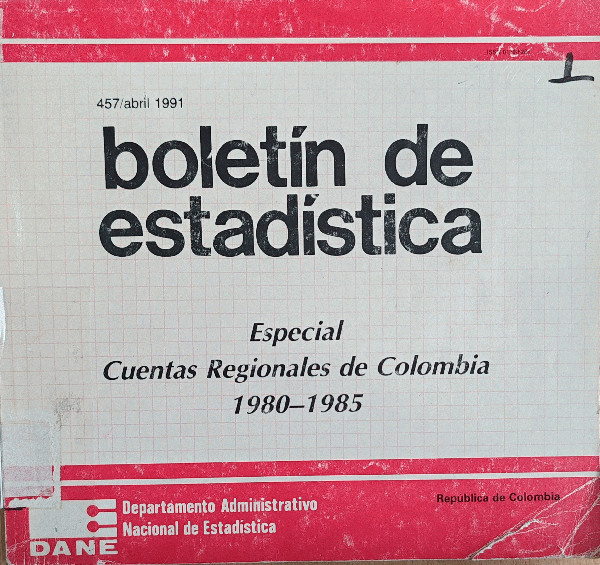 457/abril 1991
boletín de
estadística
Especial
Cuentas Regionales de Colombia
1980–1985
Departamento Administrativo
Nacional de Estadística
DANE
Republica de Colombia